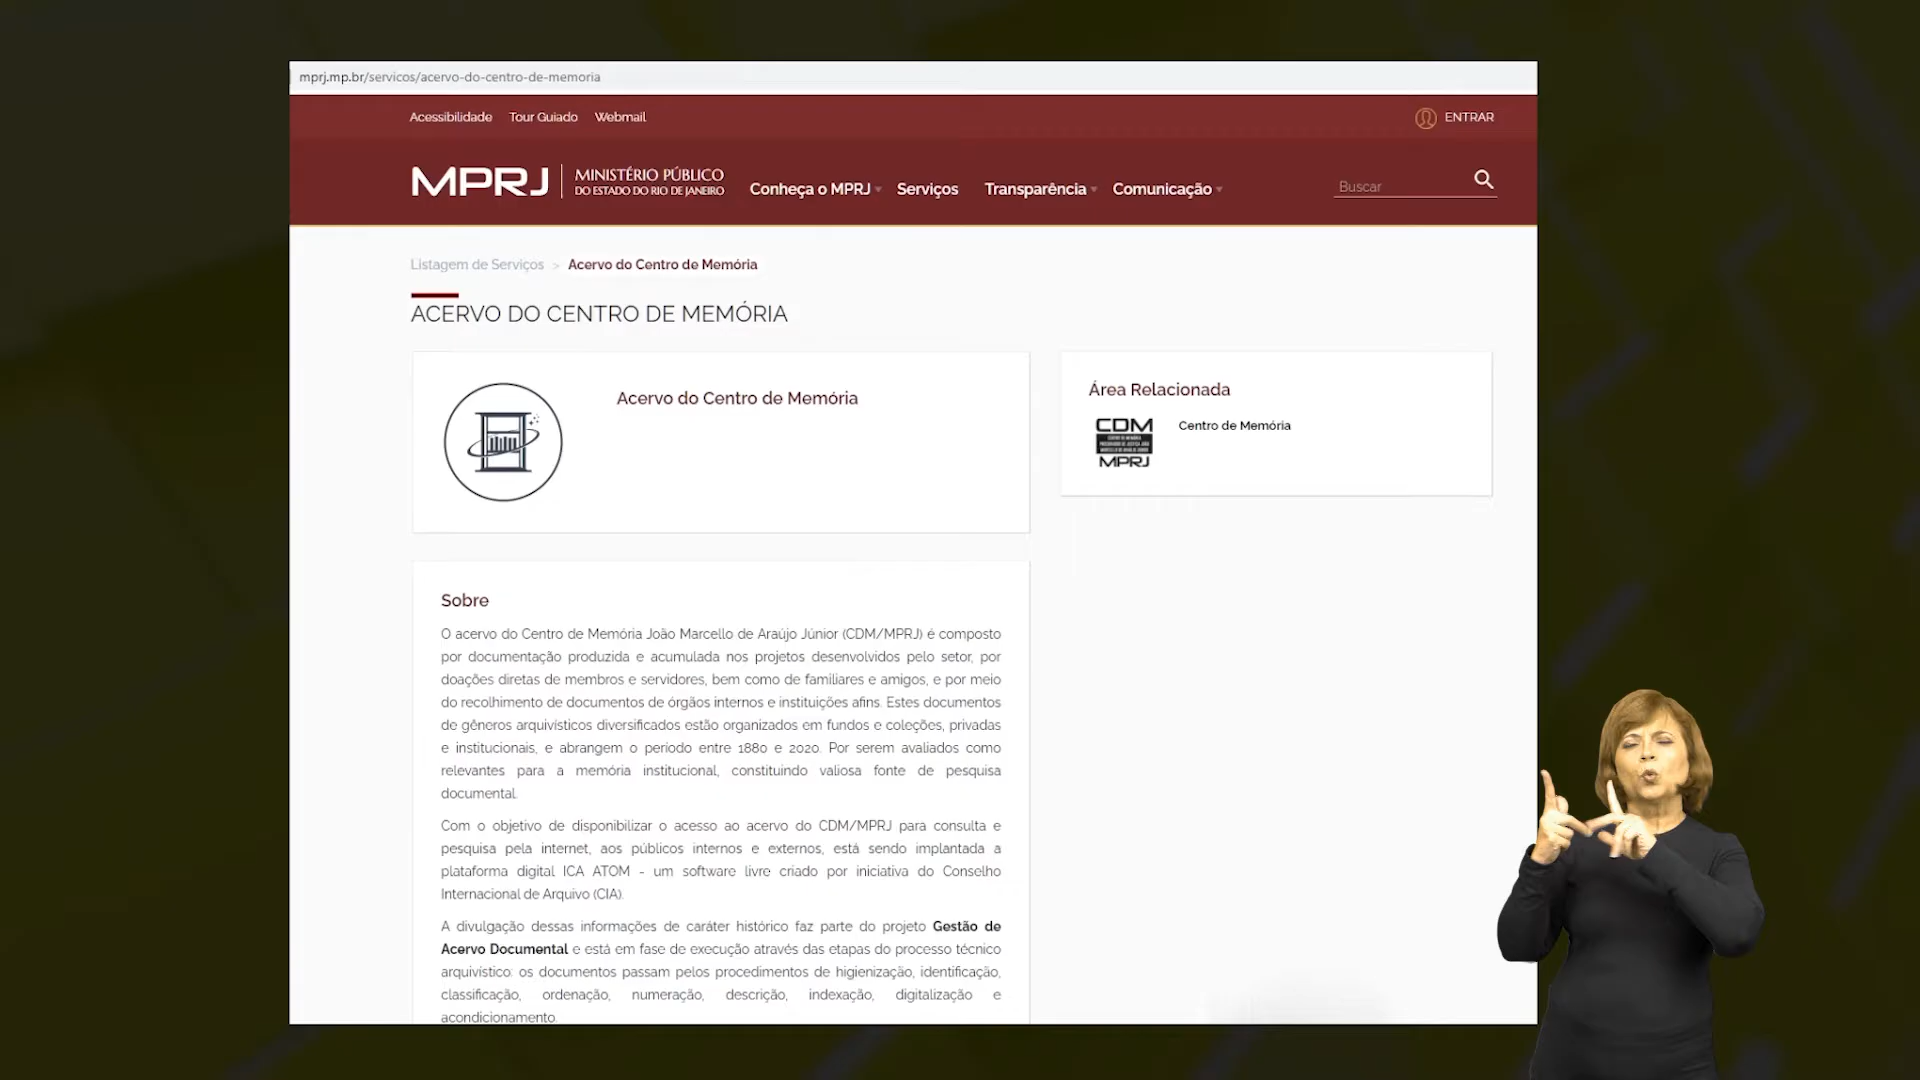 mprj.mp.br/servicos/acervo-do-centro-de-memoria
Acessibilidade Tour Guiado Webmail ENTRAR
MPRJ MINISTÉRIO PÚBLICO
DO ESTADO DO RIO DE JANEIRO
Conheça o MPRJ Serviços Transparência Comunicação Buscar
Listagem de Serviços > Acervo do Centro de Memória
ACERVO DO CENTRO DE MEMÓRIA
Acervo do Centro de Memória
Área Relacionada
CDM
MPRJ
Centro de Memória
Sobre
O acervo do Centro de Memória João Marcello de Araújo Júnior (CDM/MPRJ) é composto
por documentação produzida e acumulada nos projetos desenvolvidos pelo setor, por
doações diretas de membros e servidores, bem como de familiares e amigos, e por meio
do recolhimento de documentos de órgãos internos e instituições afins. Estes documentos
de gêneros arquivísticos diversificados estão organizados em fundos e coleções, privadas
e institucionais, e abrangem o período entre 1880 e 2020. Por serem avaliados como
relevantes para a memória institucional, constituindo valiosa fonte de pesquisa
documental.
Com o objetivo de disponibilizar o acesso ao acervo do CDM/MPRJ para consulta e
pesquisa pela internet, aos públicos internos e externos, está sendo implantada a
plataforma digital ICA ATOM - um software livre criado por iniciativa do Conselho
Internacional de Arquivo (CIA).
A divulgação dessas informações de caráter histórico faz parte do projeto Gestão de
Acervo Documental e está em fase de execução através das etapas do processo técnico
arquivístico: os documentos passam pelos procedimentos de higienização, identificação,
classificação, ordenação, numeração, descrição, indexação, digitalização e
acondicionamento.